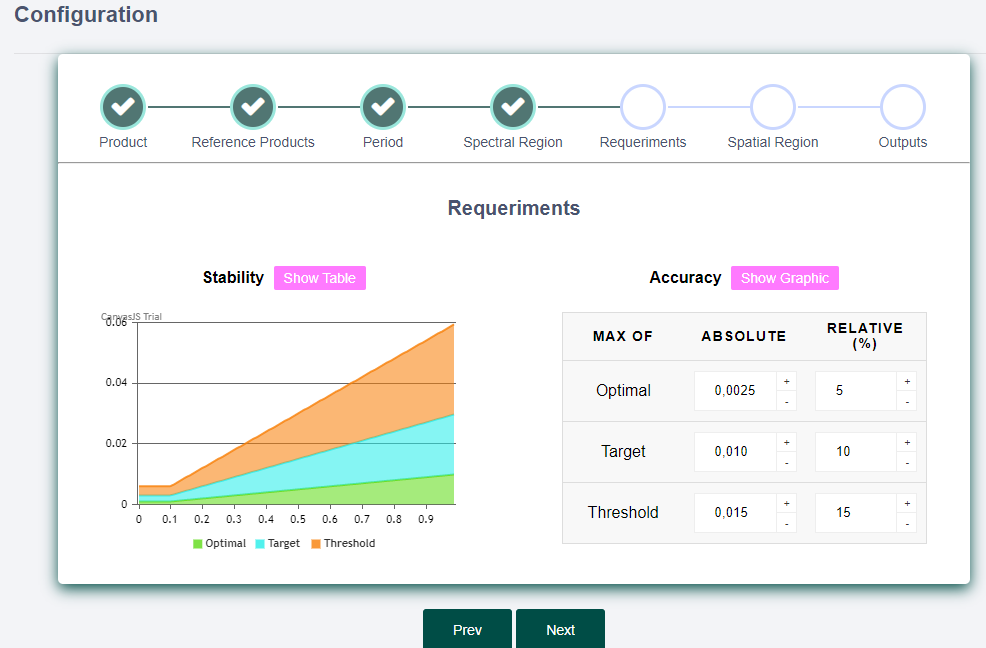 Configuration
Product Reference Products Period Spectral Region Requeriments Spatial Region Outputs
Requeriments
Stability Show Table
CanvasJS Trial
0.06
0.04
0.02
0
0 0.1 0.2 0.3 0.4 0.5 0.6 0.7 0.8 0.9
Optimal Target Threshold
Accuracy Show Graphic
MAX OF ABSOLUTE RELATIVE
(%)
Optimal 0,0025 + - 5 + -
Target 0,010 + - 10 + -
Threshold 0,015 + - 15 + -
Prev Next